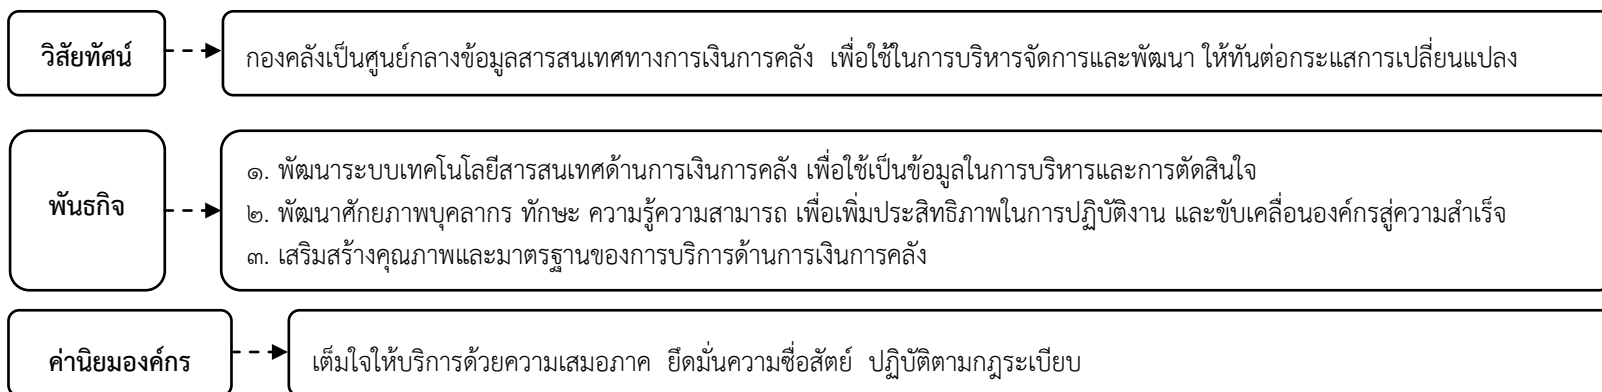 วิสัยทัศน์
กองคลังเป็นศูนย์กลางข้อมูลสารสนเทศทางการเงินการคลัง เพื่อใช้ในการบริหารจัดการและพัฒนา ให้ทันต่อกระแสการเปลี่ยนแปลง
พันธกิจ
๑. พัฒนาระบบเทคโนโลยีสารสนเทศด้านการเงินการคลัง เพื่อใช้เป็นข้อมูลในการบริหารและการตัดสินใจ
๒. พัฒนาศักยภาพบุคลากร ทักษะ ความรู้ความสามารถ เพื่อเพิ่มประสิทธิภาพในการปฏิบัติงาน และขับเคลื่อนองค์กรสู่ความสำเร็จ
๓. เสริมสร้างคุณภาพและมาตรฐานของการบริการด้านการเงินการคลัง
ค่านิยมองค์กร
เต็มใจให้บริการด้วยความเสมอภาค ยึดมั่นความซื่อสัตย์ ปฏิบัติตามกฎระเบียบ